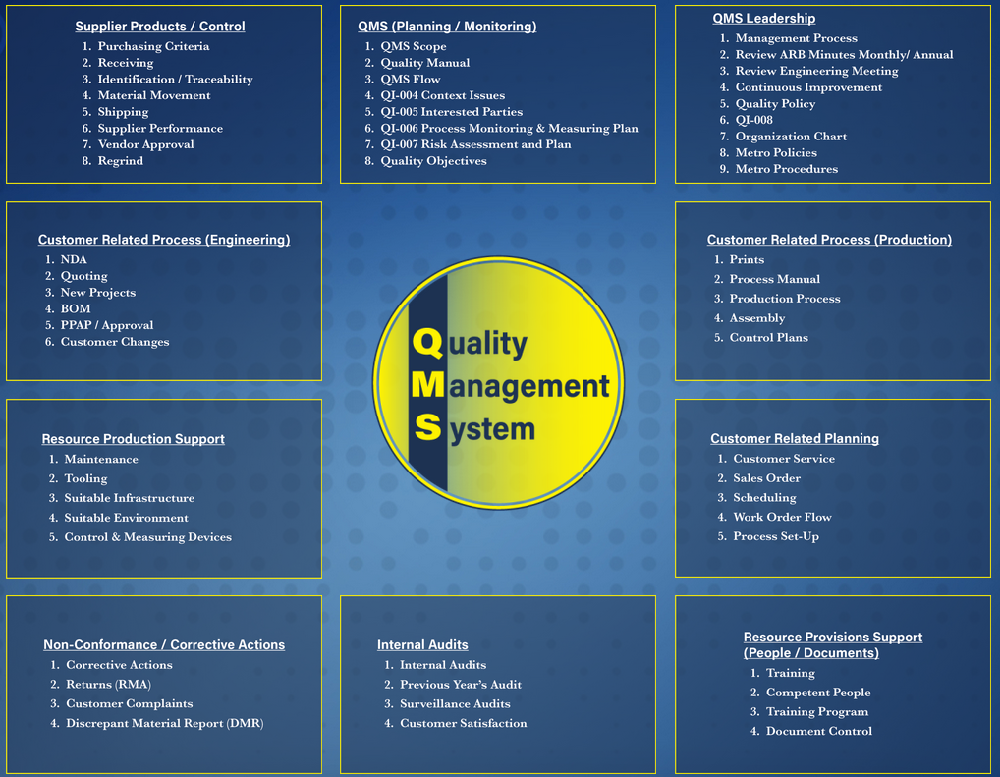 Supplier Products / Control
1. Purchasing Criteria
2. Receiving
3. Identification / Traceability
4. Material Movement
5. Shipping
6. Supplier Performance
7. Vendor Approval
8. Regrind
QMS (Planning / Monitoring)
1. QMS Scope
2. Quality Manual
3. QMS Flow
4. QI-004 Context Issues
5. QI-005 Interested Parties
6. QI-006 Process Monitoring & Measuring Plan
7. QI-007 Risk Assessment and Plan
8. Quality Objectives
QMS Leadership
1. Management Process
2. Review ARB Minutes Monthly/ Annual
3. Review Engineering Meeting
4. Continuous Improvement
5. Quality Policy
6. QI-008
7. Organization Chart
8. Metro Policies
9. Metro Procedures
Customer Related Process (Engineering)
1. NDA
2. Quoting
3. New Projects
4. BOM
5. PPAP / Approval
6. Customer Changes
Quality
Management
System
Customer Related Process (Production)
1. Prints
2. Process Manual
3. Production Process
4. Assembly
5. Control Plans
Resource Production Support
1. Maintenance
2. Tooling
3. Suitable Infrastructure
4. Suitable Environment
5. Control & Measuring Devices
Customer Related Planning
1. Customer Service
2. Sales Order
3. Scheduling
4. Work Order Flow
5. Process Set-Up
Non-Conformance / Corrective Actions
1. Corrective Actions
2. Returns (RMA)
3. Customer Complaints
4. Discrepant Material Report (DMR)
Internal Audits
1. Internal Audits
2. Previous Year’s Audit
3. Surveillance Audits
4. Customer Satisfaction
Resource Provisions Support
(People / Documents)
1. Training
2. Competent People
3. Training Program
4. Document Control